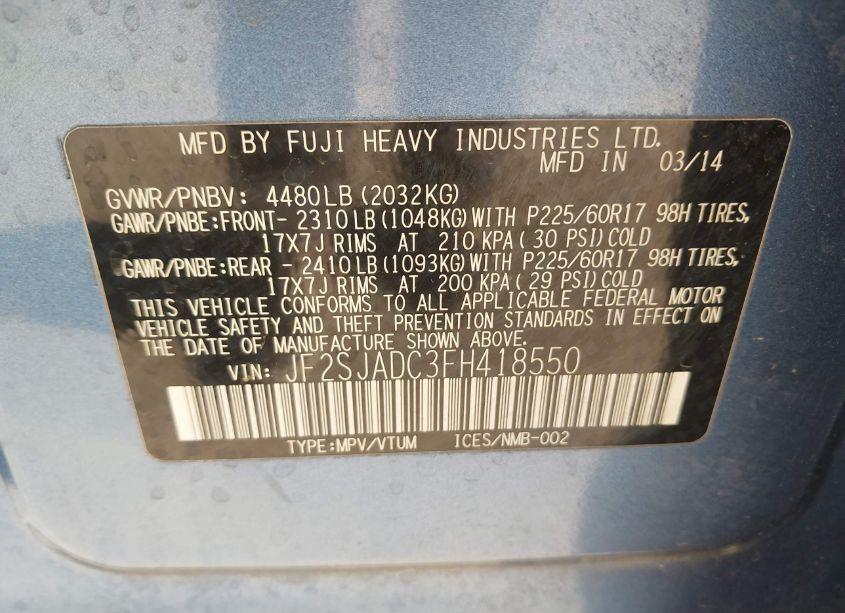 MFD BY FUJI HEAVY INDUSTRIES LTD.
MFD IN 03/14
GVWR/PNBV: 4480LB (2032KG)
GAWR/PNBE:FRONT- 2310LB (1048KG) WITH P225/60R17 98H TIRES,
17X7J RIMS AT 210 KPA ( 30 PSI) COLD
GAWR/PNBE:REAR - 2410LB (1093KG) WITH P225/60R17 98H TIRES,
17X7J RIMS AT 200 KPA ( 29 PSI) COLD
THIS VEHICLE CONFORMS TO ALL APPLICABLE FEDERAL MOTOR
VEHICLE SAFETY AND THEFT PREVENTION STANDARDS IN EFFECT ON
THE DATE OF MANUFACTURE SHOWN ABOVE.
VIN: JF2SJADC3FH418550
TYPE:MPV/VTUM ICES/NMB-002